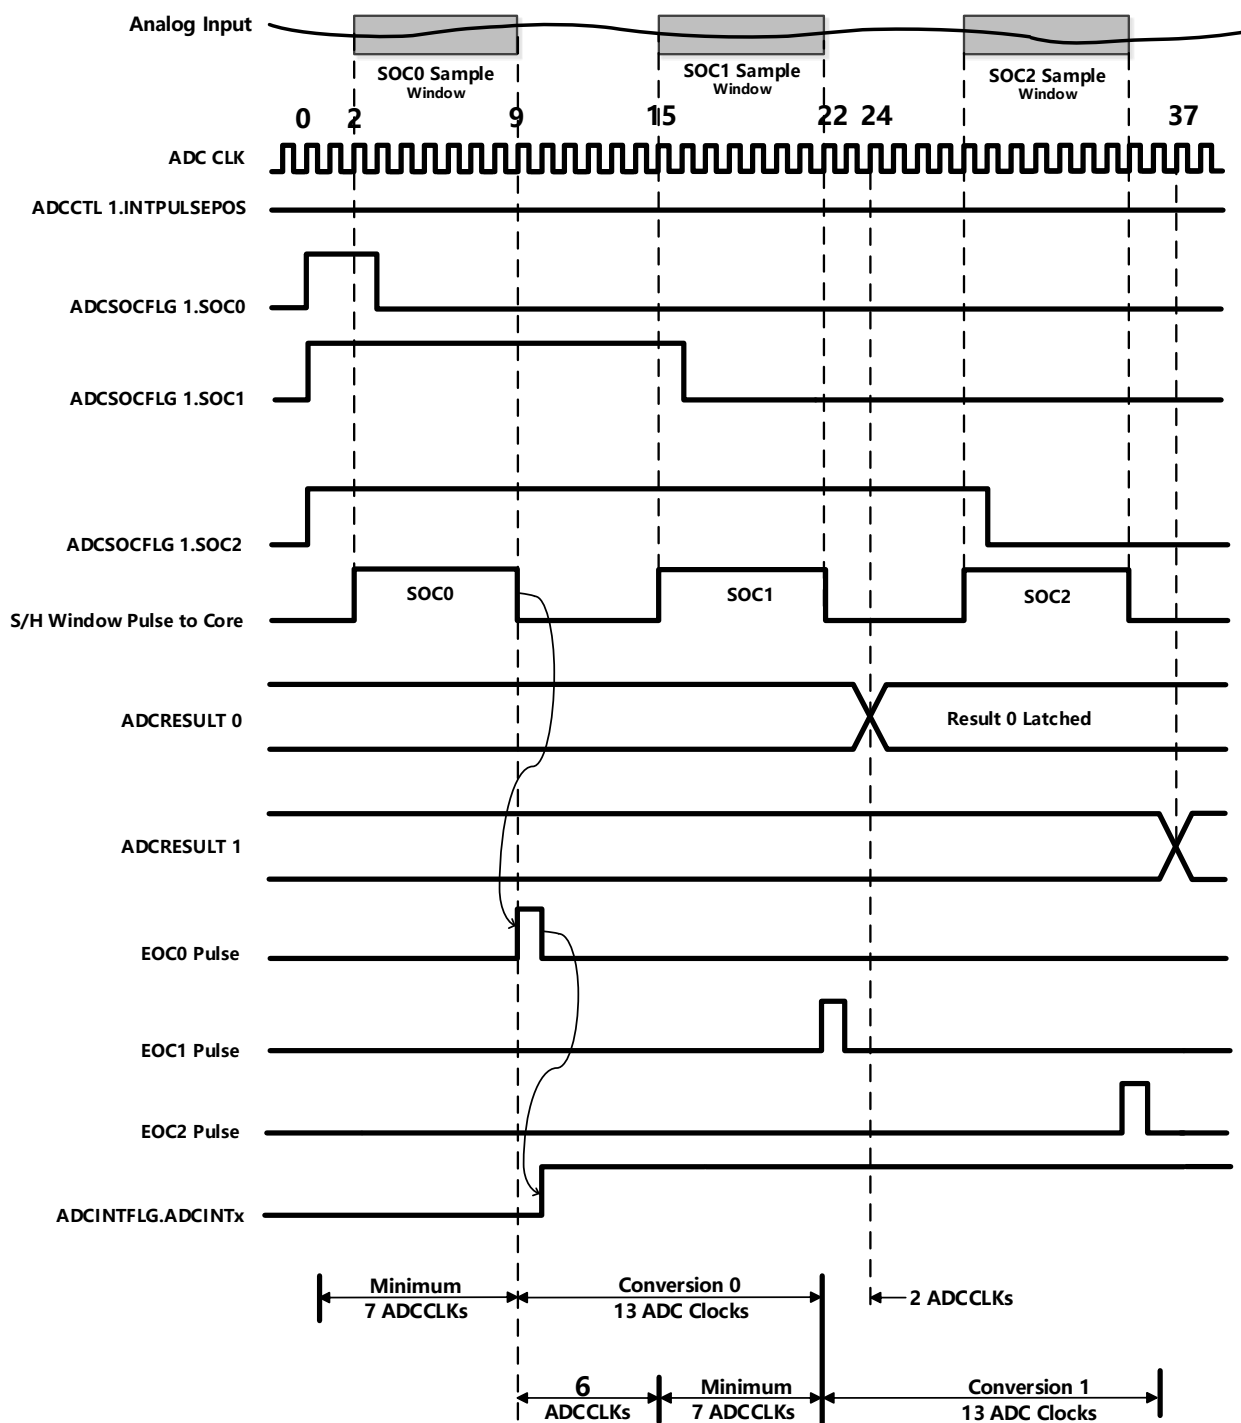 Analog Input
SOC0 Sample
Window
SOC1 Sample
Window
SOC2 Sample
Window
0 2 9 15 22 24 37
ADC CLK
ADCCTL 1.INTPULSEPOS
ADCSOCFLG 1.SOC0
ADCSOCFLG 1.SOC1
ADCSOCFLG 1.SOC2
SOC0 SOC1 SOC2
S/H Window Pulse to Core
ADCRESULT 0
Result 0 Latched
ADCRESULT 1
EOC0 Pulse
EOC1 Pulse
EOC2 Pulse
ADCINTFLG.ADCINTx
Minimum
7 ADCCLKs
Conversion 0
13 ADC Clocks
2 ADCCLKs
6
ADCCLKs
Minimum
7 ADCCLKs
Conversion 1
13 ADC Clocks